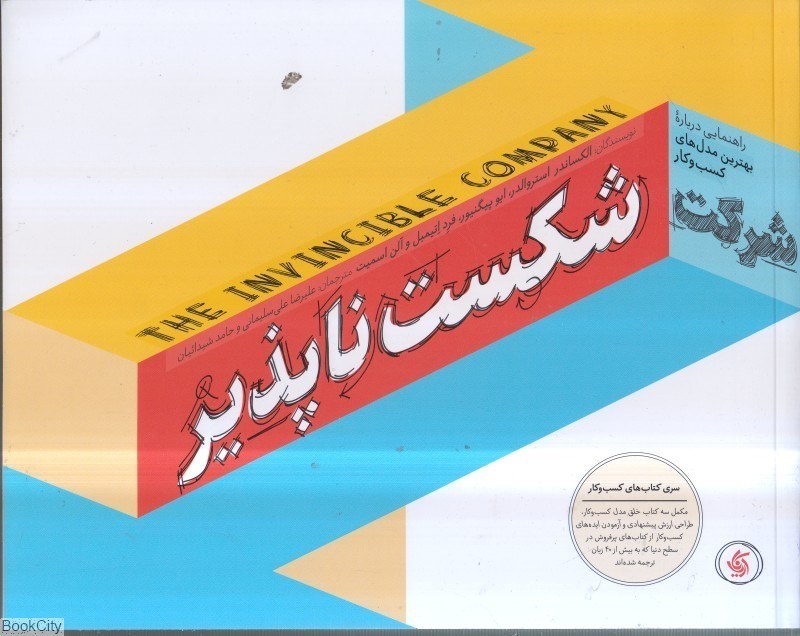 THE INVINCIBLE COMPANY
راهنمایی دربارهٔ
بهترین مدل‌های
کسب‌وکار
شرکت
شکست‌ناپذیر
نویسندگان: الکساندر استروالدر، ایو پیگنیور، فرد اتیمبل و آلن اسمیت مترجمان: علیرضا علی‌سلیمانی و حامد شیدائیان
سری کتاب‌های کسب‌وکار
مکمل سه کتاب خلق مدل کسب‌وکار،
طراحی ارزش پیشنهادی و آزمودن ایده‌های
کسب‌وکار از کتاب‌های پرفروش در
سطح دنیا که به بیش از ۴۰ زبان
ترجمه شده‌اند
آریانا
BookCity